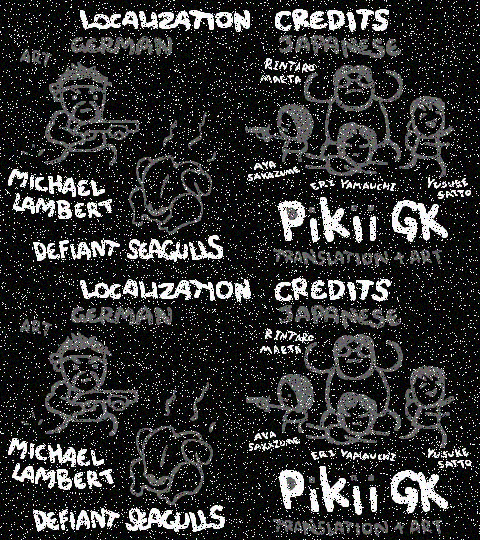 LOCALIZATION CREDITS
GERMAN
JAPANESE
ART
RINTARO
MAETA
MICHAEL
LAMBERT
AYA
SAKAZUME
ERI YAMAUCHI
YUSUKE
SATTO
PiKii GK
DEFIANT SEAGULLS
TRANSLATION + ART
LOCALIZATION CREDITS
GERMAN
JAPANESE
ART
RINTARO
MAETA
MICHAEL
LAMBERT
AYA
SAKAZUME
ERI YAMAUCHI
YUSUKE
SATTO
PiKii GK
DEFIANT SEAGULLS
TRANSLATION + ART